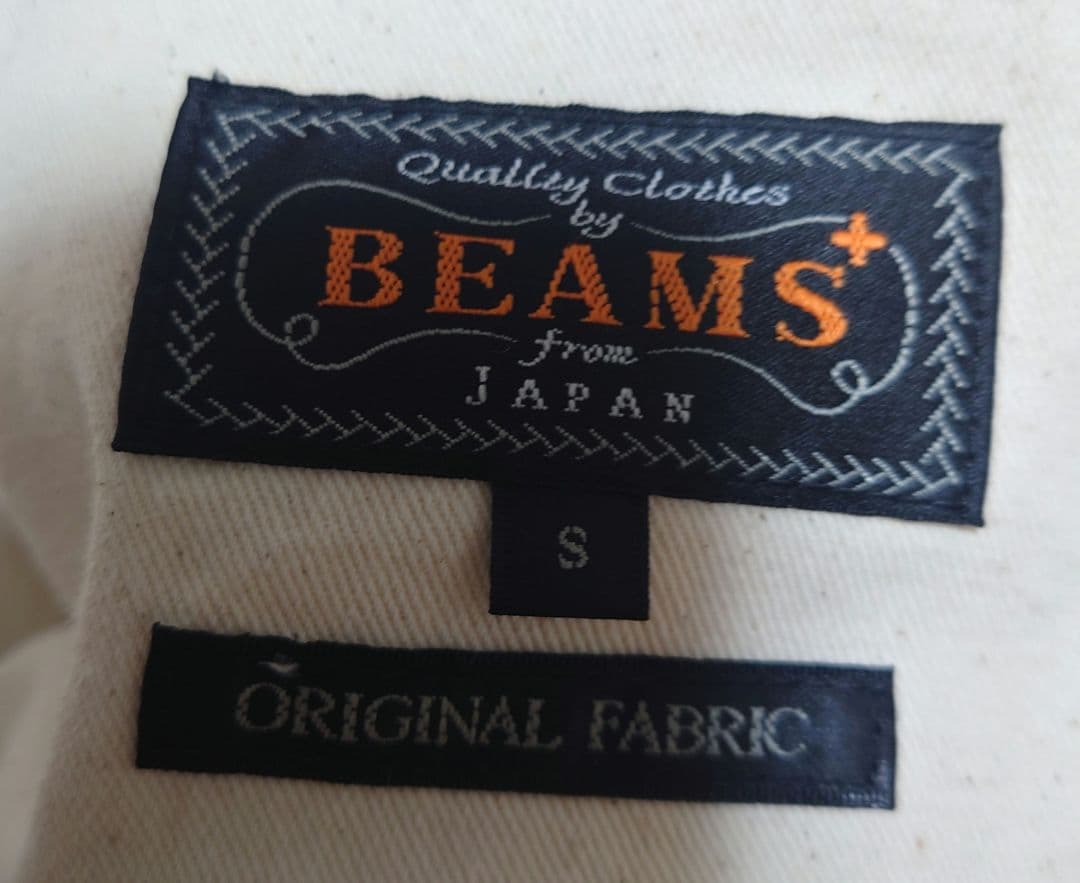 Quality Clothes
by
BEAMS+
from
JAPAN
S
ORIGINAL FABRIC